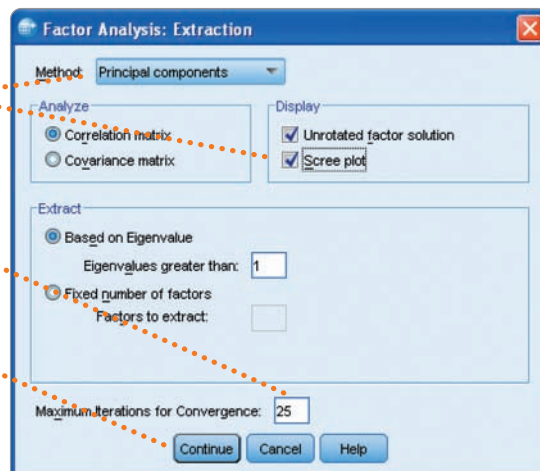 Factor Analysis: Extraction
Method: Principal components
Analyze
Correlation matrix
Covariance matrix
Display
Unrotated factor solution
Scree plot
Extract
Based on Eigenvalue
Eigenvalues greater than: 1
Fixed number of factors
Factors to extract:
Maximum Iterations for Convergence: 25
Continue Cancel Help